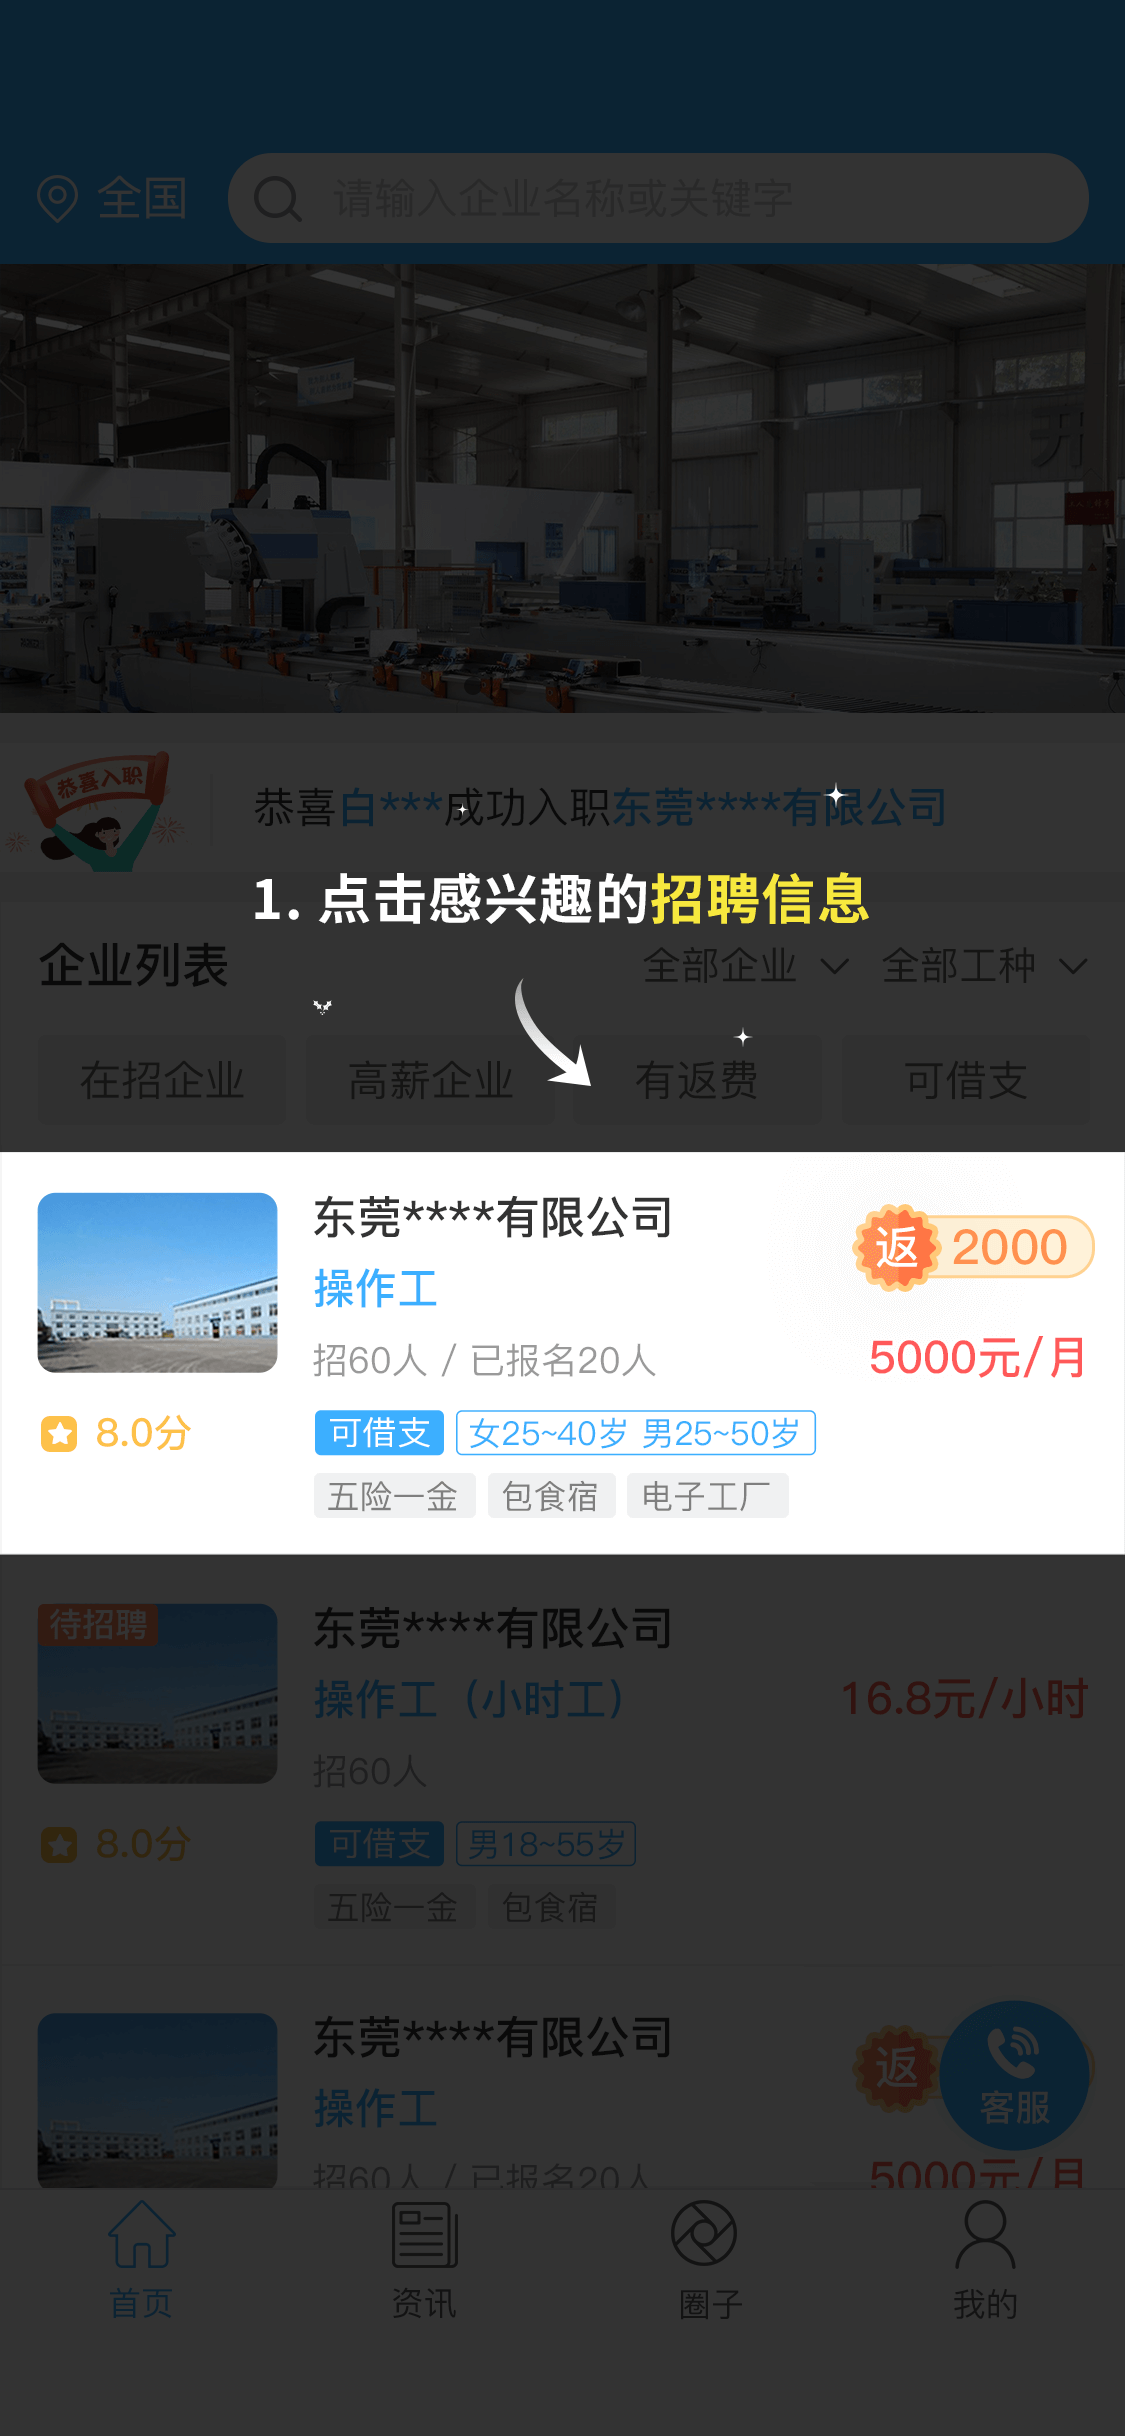 全国
请输入企业名称或关键字
恭喜入职
恭喜白***成功入职东莞****有限公司
1. 点击感兴趣的招聘信息
企业列表
全部企业
全部工种
在招企业
高薪企业
有返费
可借支
东莞****有限公司
返 2000
操作工
招60人 / 已报名20人
5000元/月
8.0分
可借支
女25~40岁 男25~50岁
五险一金
包食宿
电子工厂
待招聘
东莞****有限公司
操作工（小时工）
16.8元/小时
招60人
8.0分
可借支
男18~55岁
五险一金
包食宿
东莞****有限公司
返
操作工
客服
招60人 / 已报名20人
5000元/月
首页
资讯
圈子
我的